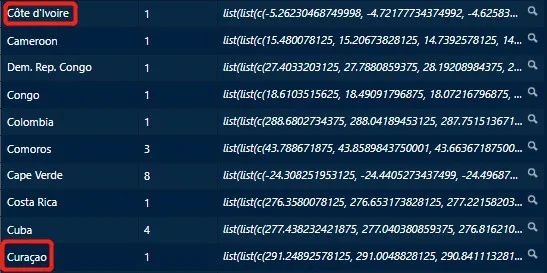 Côte d'Ivoire 1 list(list(c(-5.26230468749998, -4.72177734374992, -4.62583...
Cameroon 1 list(list(c(15.480078125, 15.20673828125, 14.7392578125, 14...
Dem. Rep. Congo 1 list(list(c(27.4033203125, 27.7880859375, 28.19208984375, 2...
Congo 1 list(list(c(18.6103515625, 18.49091796875, 18.07216796875, ...
Colombia 1 list(list(c(288.6802734375, 288.04189453125, 287.751513671...
Comoros 3 list(list(c(43.788671875, 43.8589843750001, 43.66367187500...
Cape Verde 8 list(list(c(-24.308251953125, -24.4405273437499, -24.49687...
Costa Rica 1 list(list(c(276.3580078125, 276.653173828125, 277.22158203...
Cuba 4 list(list(c(277.438232421875, 277.040380859375, 276.816210...
Curaçao 1 list(list(c(291.24892578125, 291.0048828125, 290.841113281...